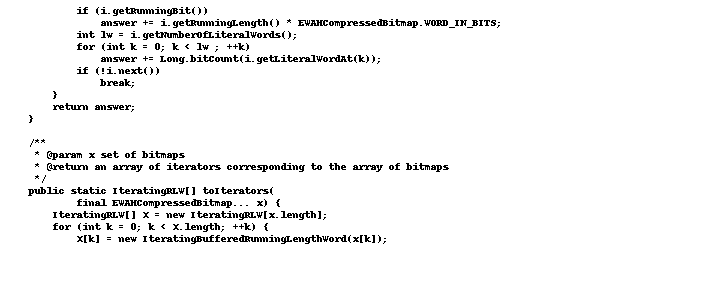 if (i.getRunningBit())
answer += i.getRunningLength() * EWAHCompressedBitmap.WORD_IN_BITS;
int lw = i.getNumberOfLiteralWords();
for (int k = 0; k < lw ; ++k)
answer += Long.bitCount(i.getLiteralWordAt(k));
if (!i.next())
break;
}
return answer;
}
/**
* @param x set of bitmaps
* @return an array of iterators corresponding to the array of bitmaps
*/
public static IteratingRLW[] toIterators(
final EWAHCompressedBitmap... x) {
IteratingRLW[] X = new IteratingRLW[x.length];
for (int k = 0; k < X.length; ++k) {
X[k] = new IteratingBufferedRunningLengthWord(x[k]);